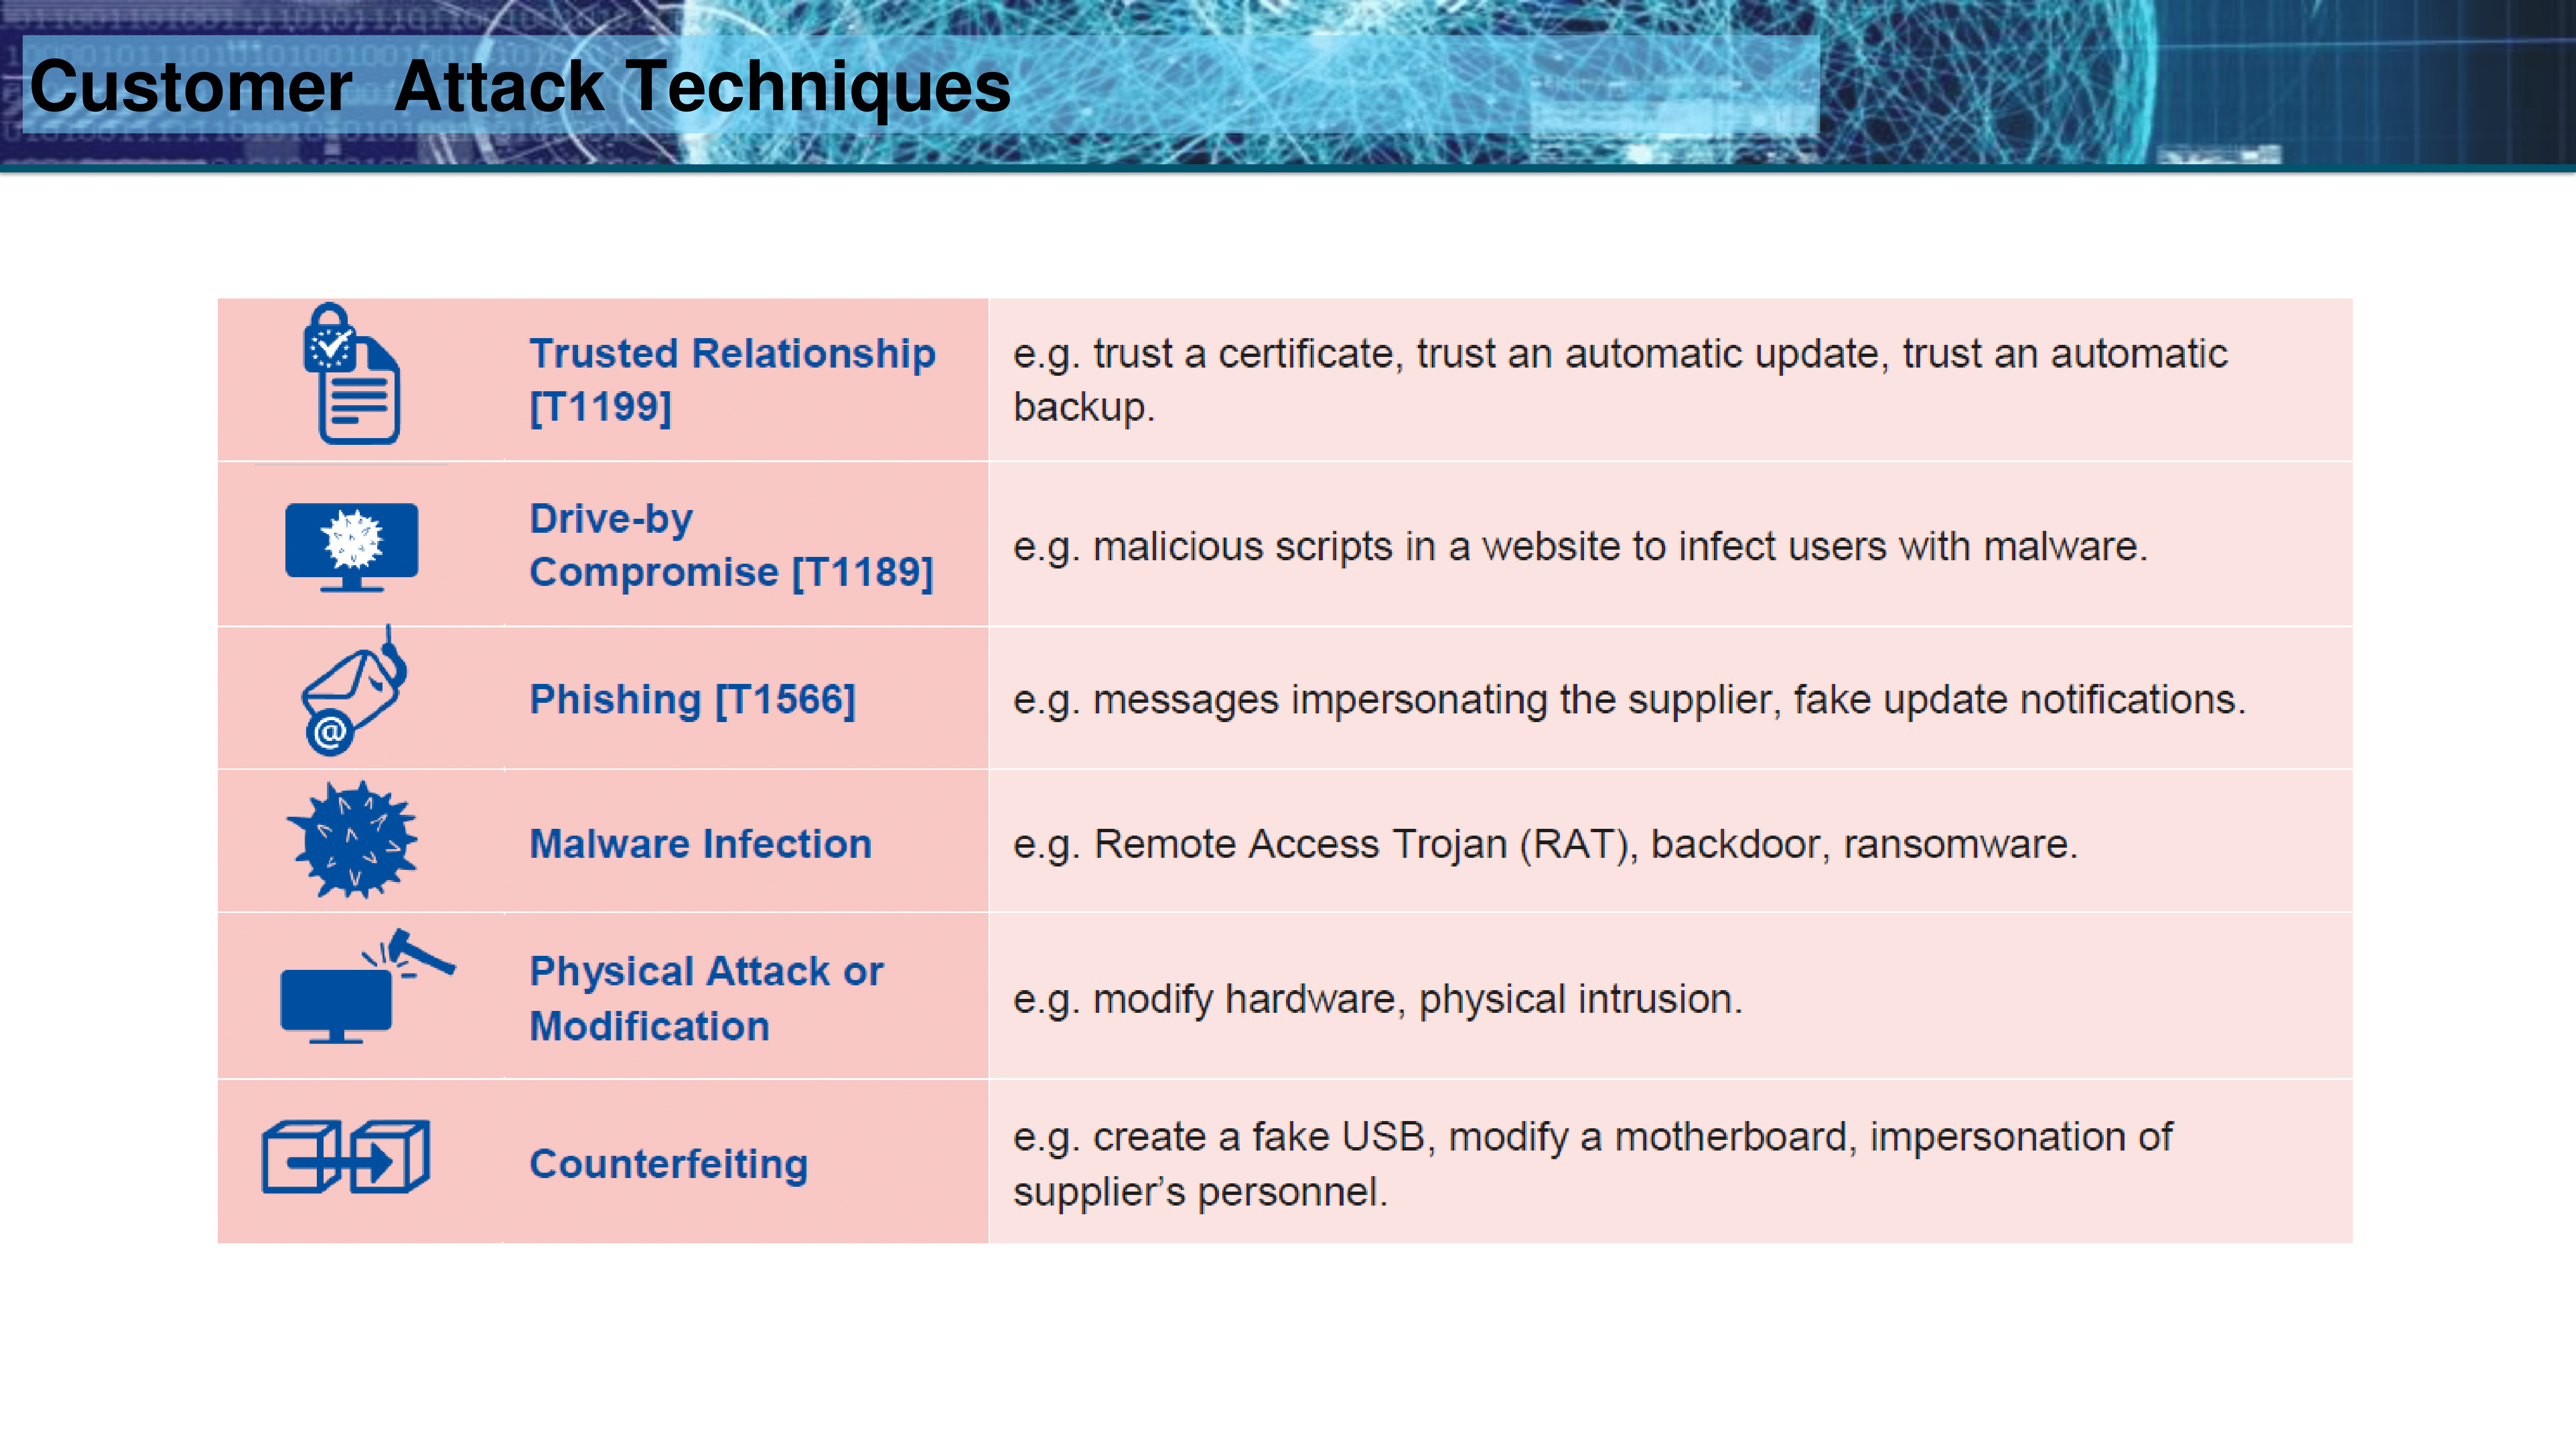 Customer  Attack Techniques
Trusted Relationship
[T1199]
e.g. trust a certificate, trust an automatic update, trust an automatic
backup.
Drive-by
Compromise [T1189]
e.g. malicious scripts in a website to infect users with malware.
@
Phishing [T1566]
e.g. messages impersonating the supplier, fake update notifications.
Malware Infection
e.g. Remote Access Trojan (RAT), backdoor, ransomware.
Physical Attack or
Modification
e.g. modify hardware, physical intrusion.
Counterfeiting
e.g. create a fake USB, modify a motherboard, impersonation of
supplier’s personnel.